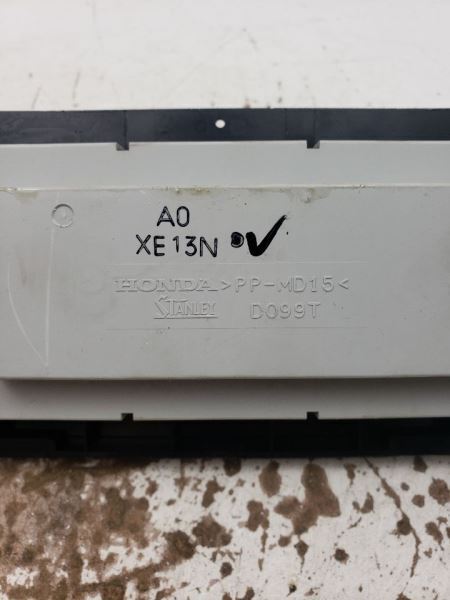 A0
XE13N
HONDA >PP-MD15<
STANLEY D099T